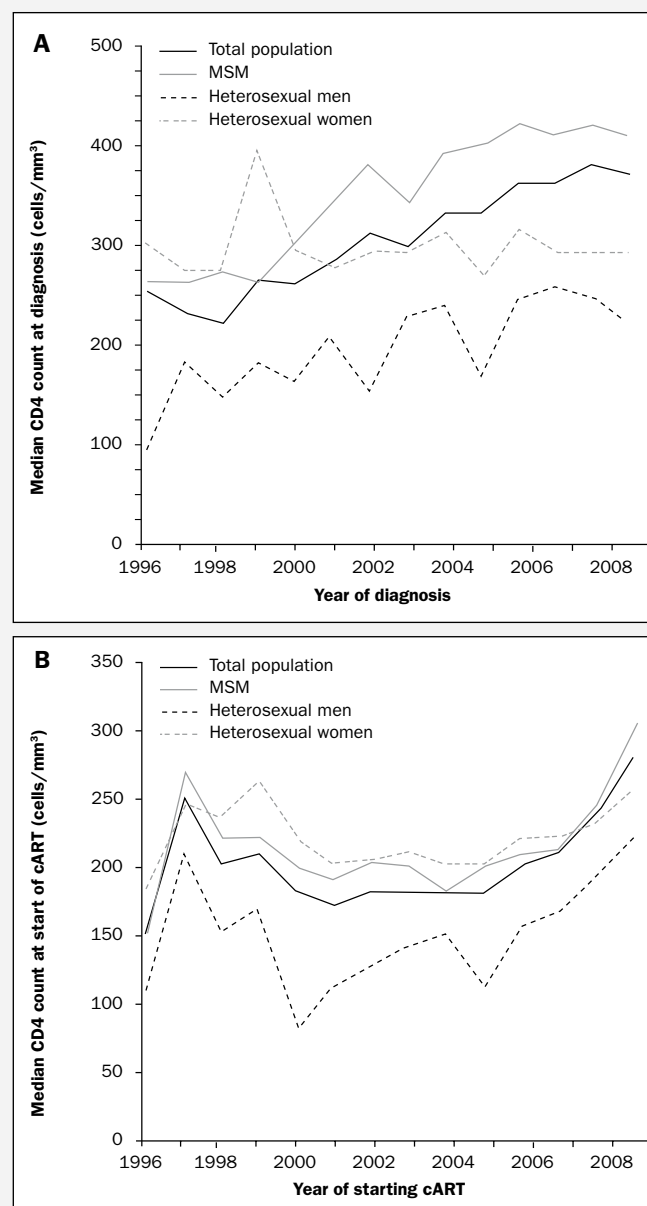 A
Total population
MSM
Heterosexual men
Heterosexual women
Median CD4 count at diagnosis (cells/mm³)
500
400
300
200
100
0
1996 1998 2000 2002 2004 2006 2008
Year of diagnosis
B
Total population
MSM
Heterosexual men
Heterosexual women
Median CD4 count at start of cART (cells/mm³)
350
300
250
200
150
100
50
0
1996 1998 2000 2002 2004 2006 2008
Year of starting cART